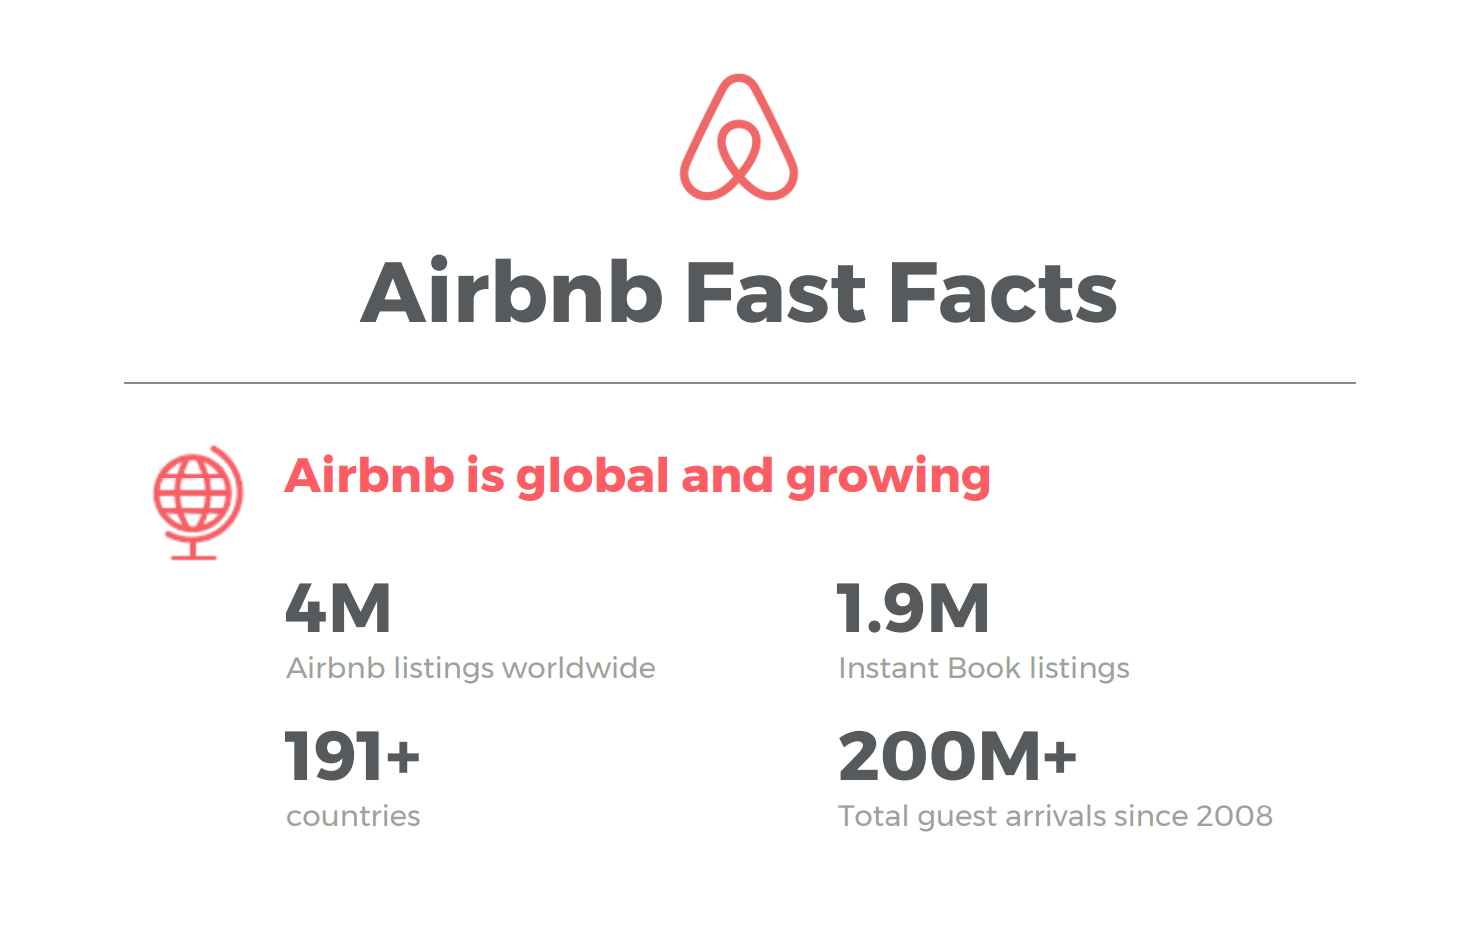 Airbnb Fast Facts
Airbnb is global and growing
4M
Airbnb listings worldwide
1.9M
Instant Book listings
191+
countries
200M+
Total guest arrivals since 2008